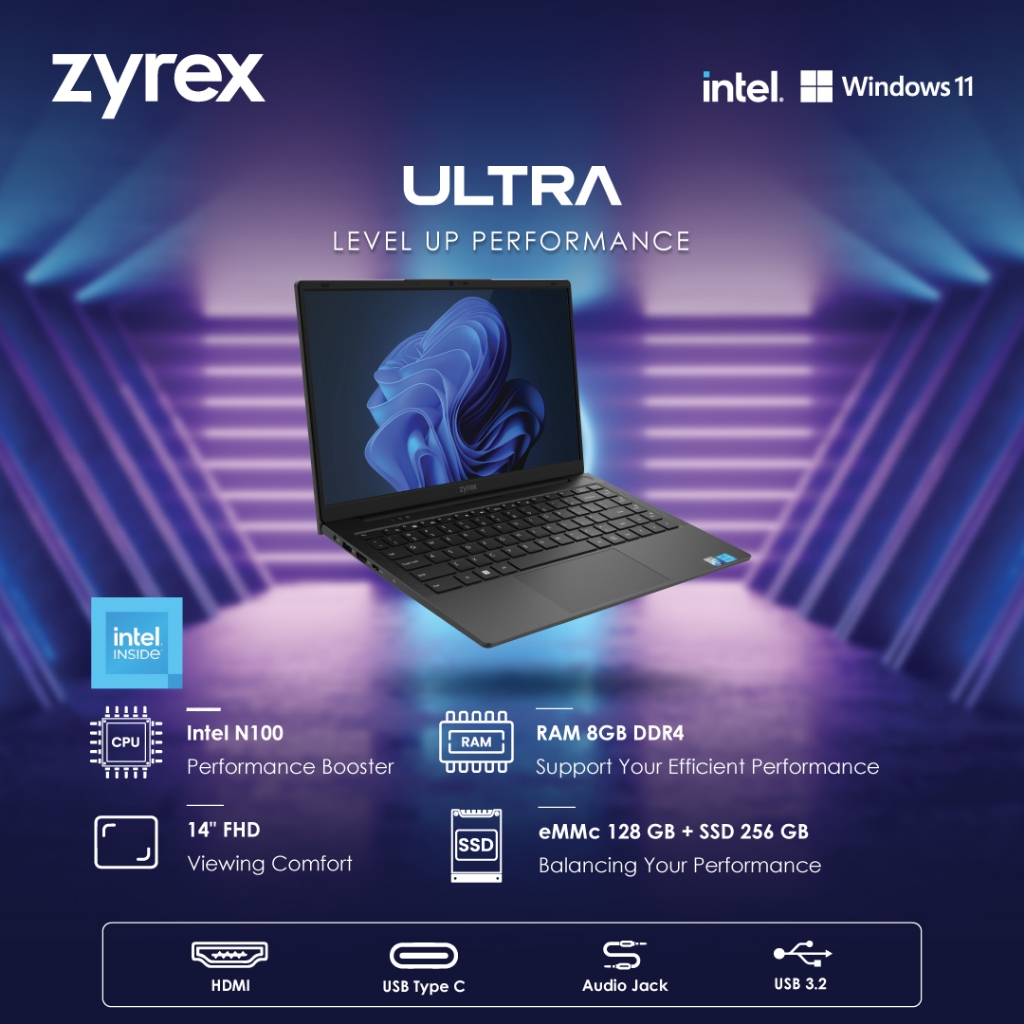 zyrex
intel. Windows 11
ULTRA
LEVEL UP PERFORMANCE
zyrex
intel
INSIDE
CPU
Intel N100
Performance Booster
RAM
RAM 8GB DDR4
Support Your Efficient Performance
14" FHD
Viewing Comfort
SSD
eMMc 128 GB + SSD 256 GB
Balancing Your Performance
HDMI
USB Type C
Audio Jack
USB 3.2